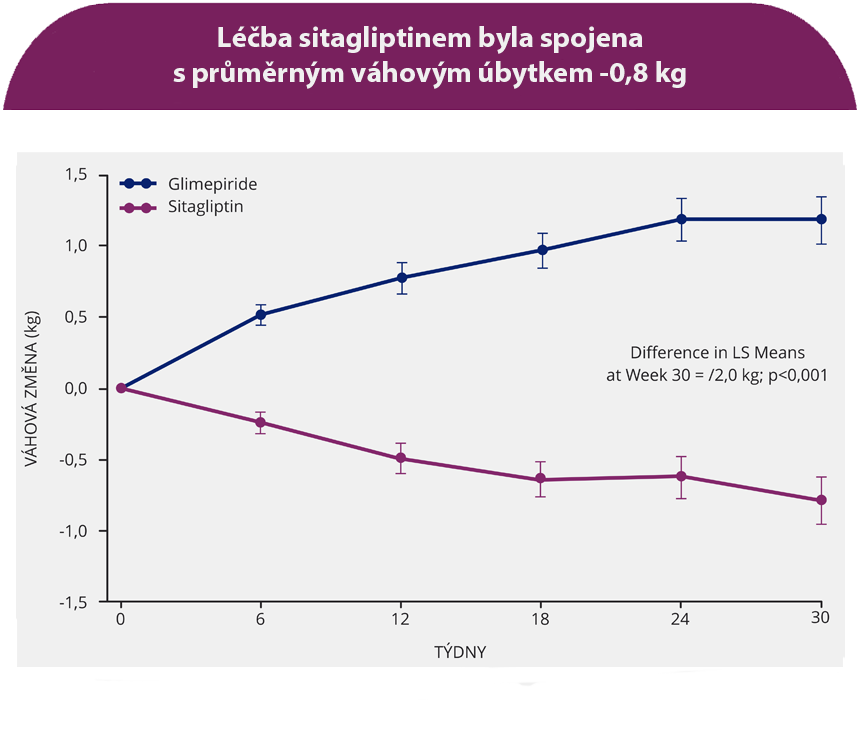 Léčba sitagliptinem byla spojena
s průměrným váhovým úbytkem -0,8 kg
1,5
Glimepiride
Sitagliptin
1,0
0,5
Difference in LS Means
at Week 30 = /2,0 kg; p<0,001
0,0
-0,5
-1,0
-1,5
VÁHOVÁ ZMĚNA (kg)
0 6 12 18 24 30
TÝDNY